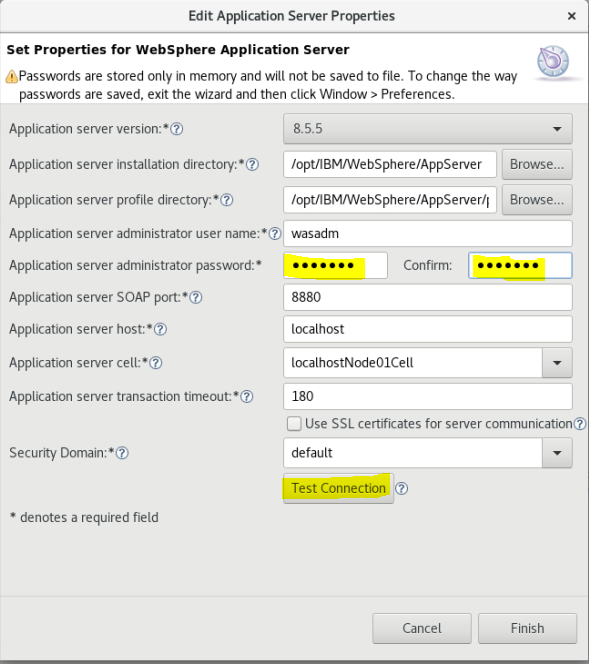 Edit Application Server Properties
Set Properties for WebSphere Application Server
Passwords are stored only in memory and will not be saved to file. To change the way
passwords are saved, exit the wizard and then click Window > Preferences.
Application server version:* 8.5.5
Application server installation directory:* /opt/IBM/WebSphere/AppServer Browse...
Application server profile directory:* /opt/IBM/WebSphere/AppServer/ Browse...
Application server administrator user name:* wasadm
Application server administrator password:* ••••••• Confirm: •••••••
Application server SOAP port:* 8880
Application server host:* localhost
Application server cell:* localhostNode01Cell
Application server transaction timeout:* 180
Use SSL certificates for server communication
Security Domain:* default
Test Connection
* denotes a required field
Cancel Finish